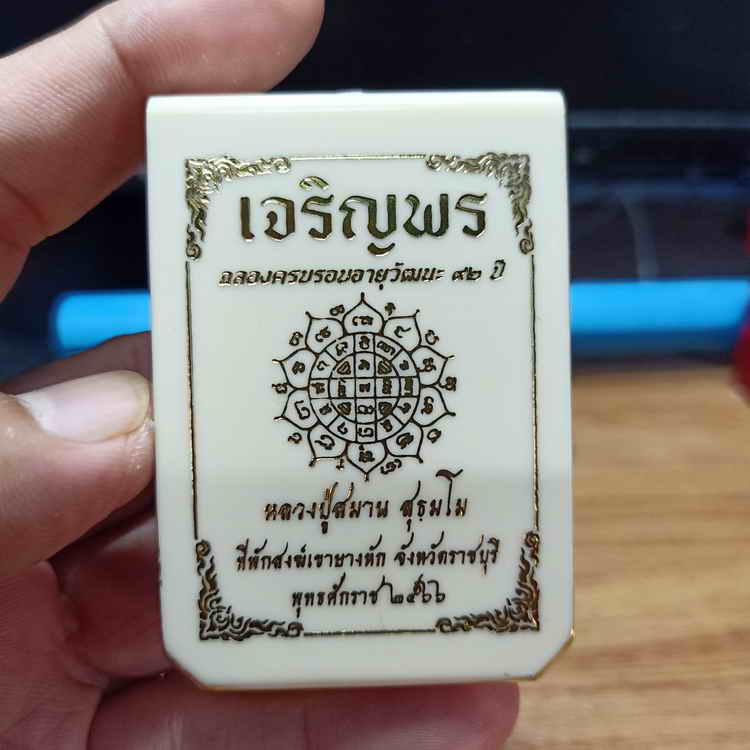 เจริญพร
ฉลองครบรอบอายุวัฒนะ ๙๒ ปี
หลวงปู่สมาน สุธมฺโม
ที่พักสงฆ์เขายางหัก จังหวัดราชบุรี
พุทธศักราช ๒๕๖๖